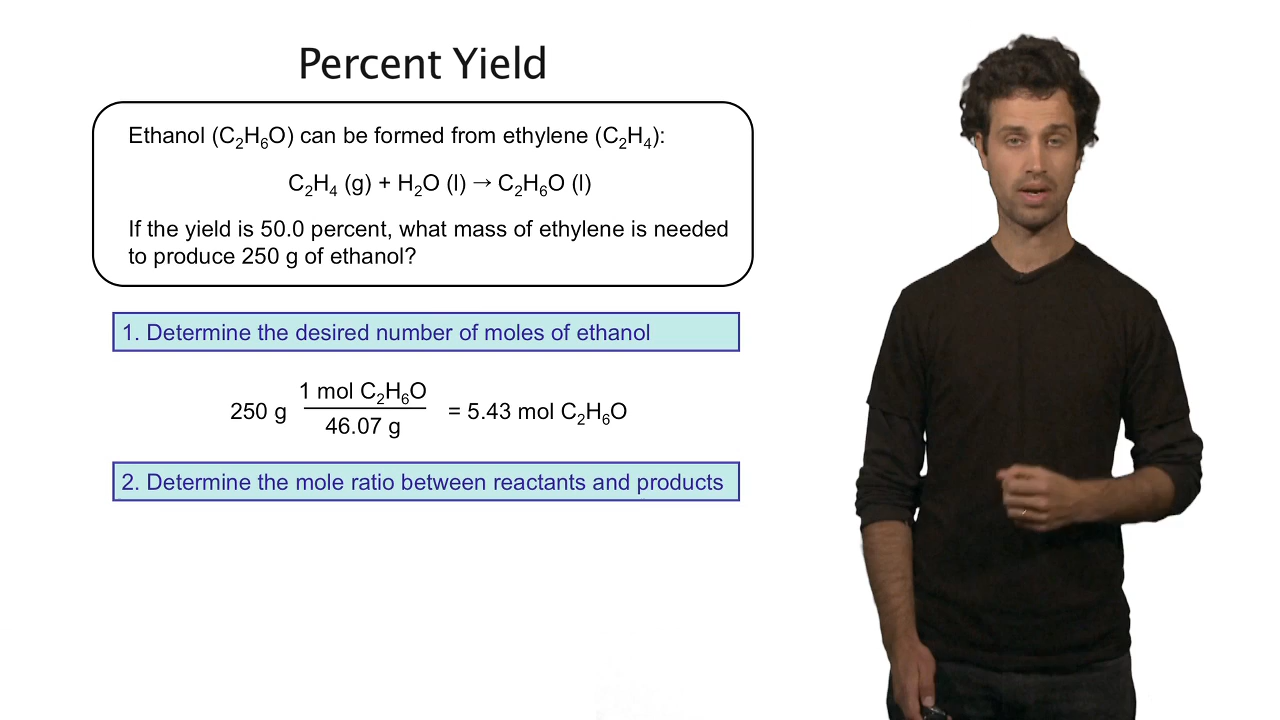 Percent Yield
Ethanol (C₂H₆O) can be formed from ethylene (C₂H₄):
C₂H₄ (g) + H₂O (l) → C₂H₆O (l)
If the yield is 50.0 percent, what mass of ethylene is needed
to produce 250 g of ethanol?
1. Determine the desired number of moles of ethanol
1 mol C₂H₆O
250 g = 5.43 mol C₂H₆O
46.07 g
2. Determine the mole ratio between reactants and products